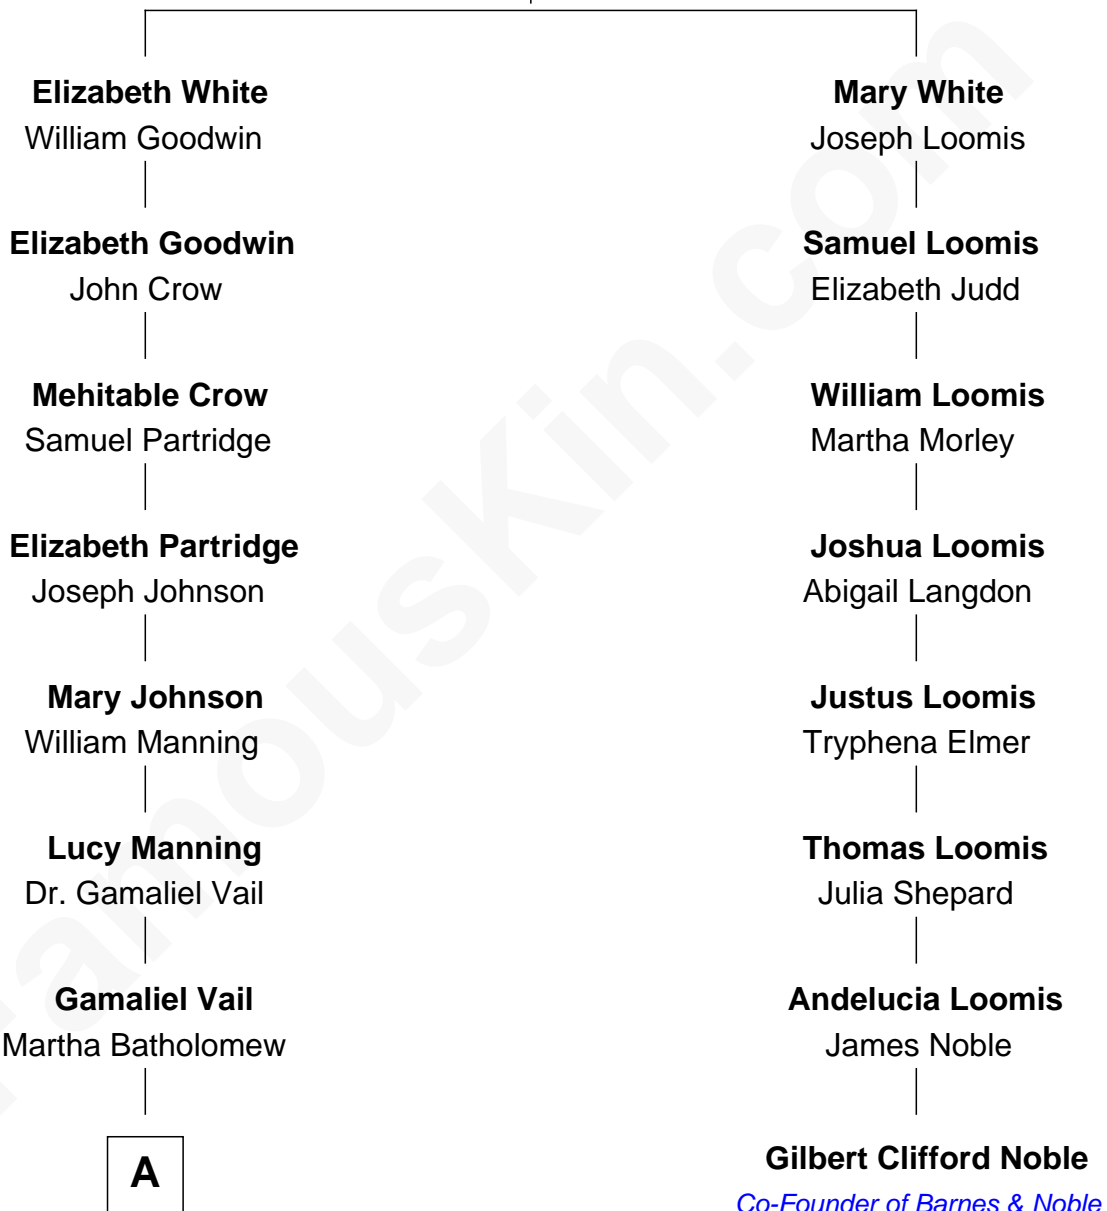 Elizabeth White
William Goodwin
Elizabeth Goodwin
John Crow
Mehitable Crow
Samuel Partridge
Elizabeth Partridge
Joseph Johnson
Mary Johnson
William Manning
Lucy Manning
Dr. Gamaliel Vail
Gamaliel Vail
Martha Batholomew
A
Mary White
Joseph Loomis
Samuel Loomis
Elizabeth Judd
William Loomis
Martha Morley
Joshua Loomis
Abigail Langdon
Justus Loomis
Tryphena Elmer
Thomas Loomis
Julia Shepard
Andelucia Loomis
James Noble
Gilbert Clifford Noble
Co-Founder of Barnes & Noble
FamousKin.com